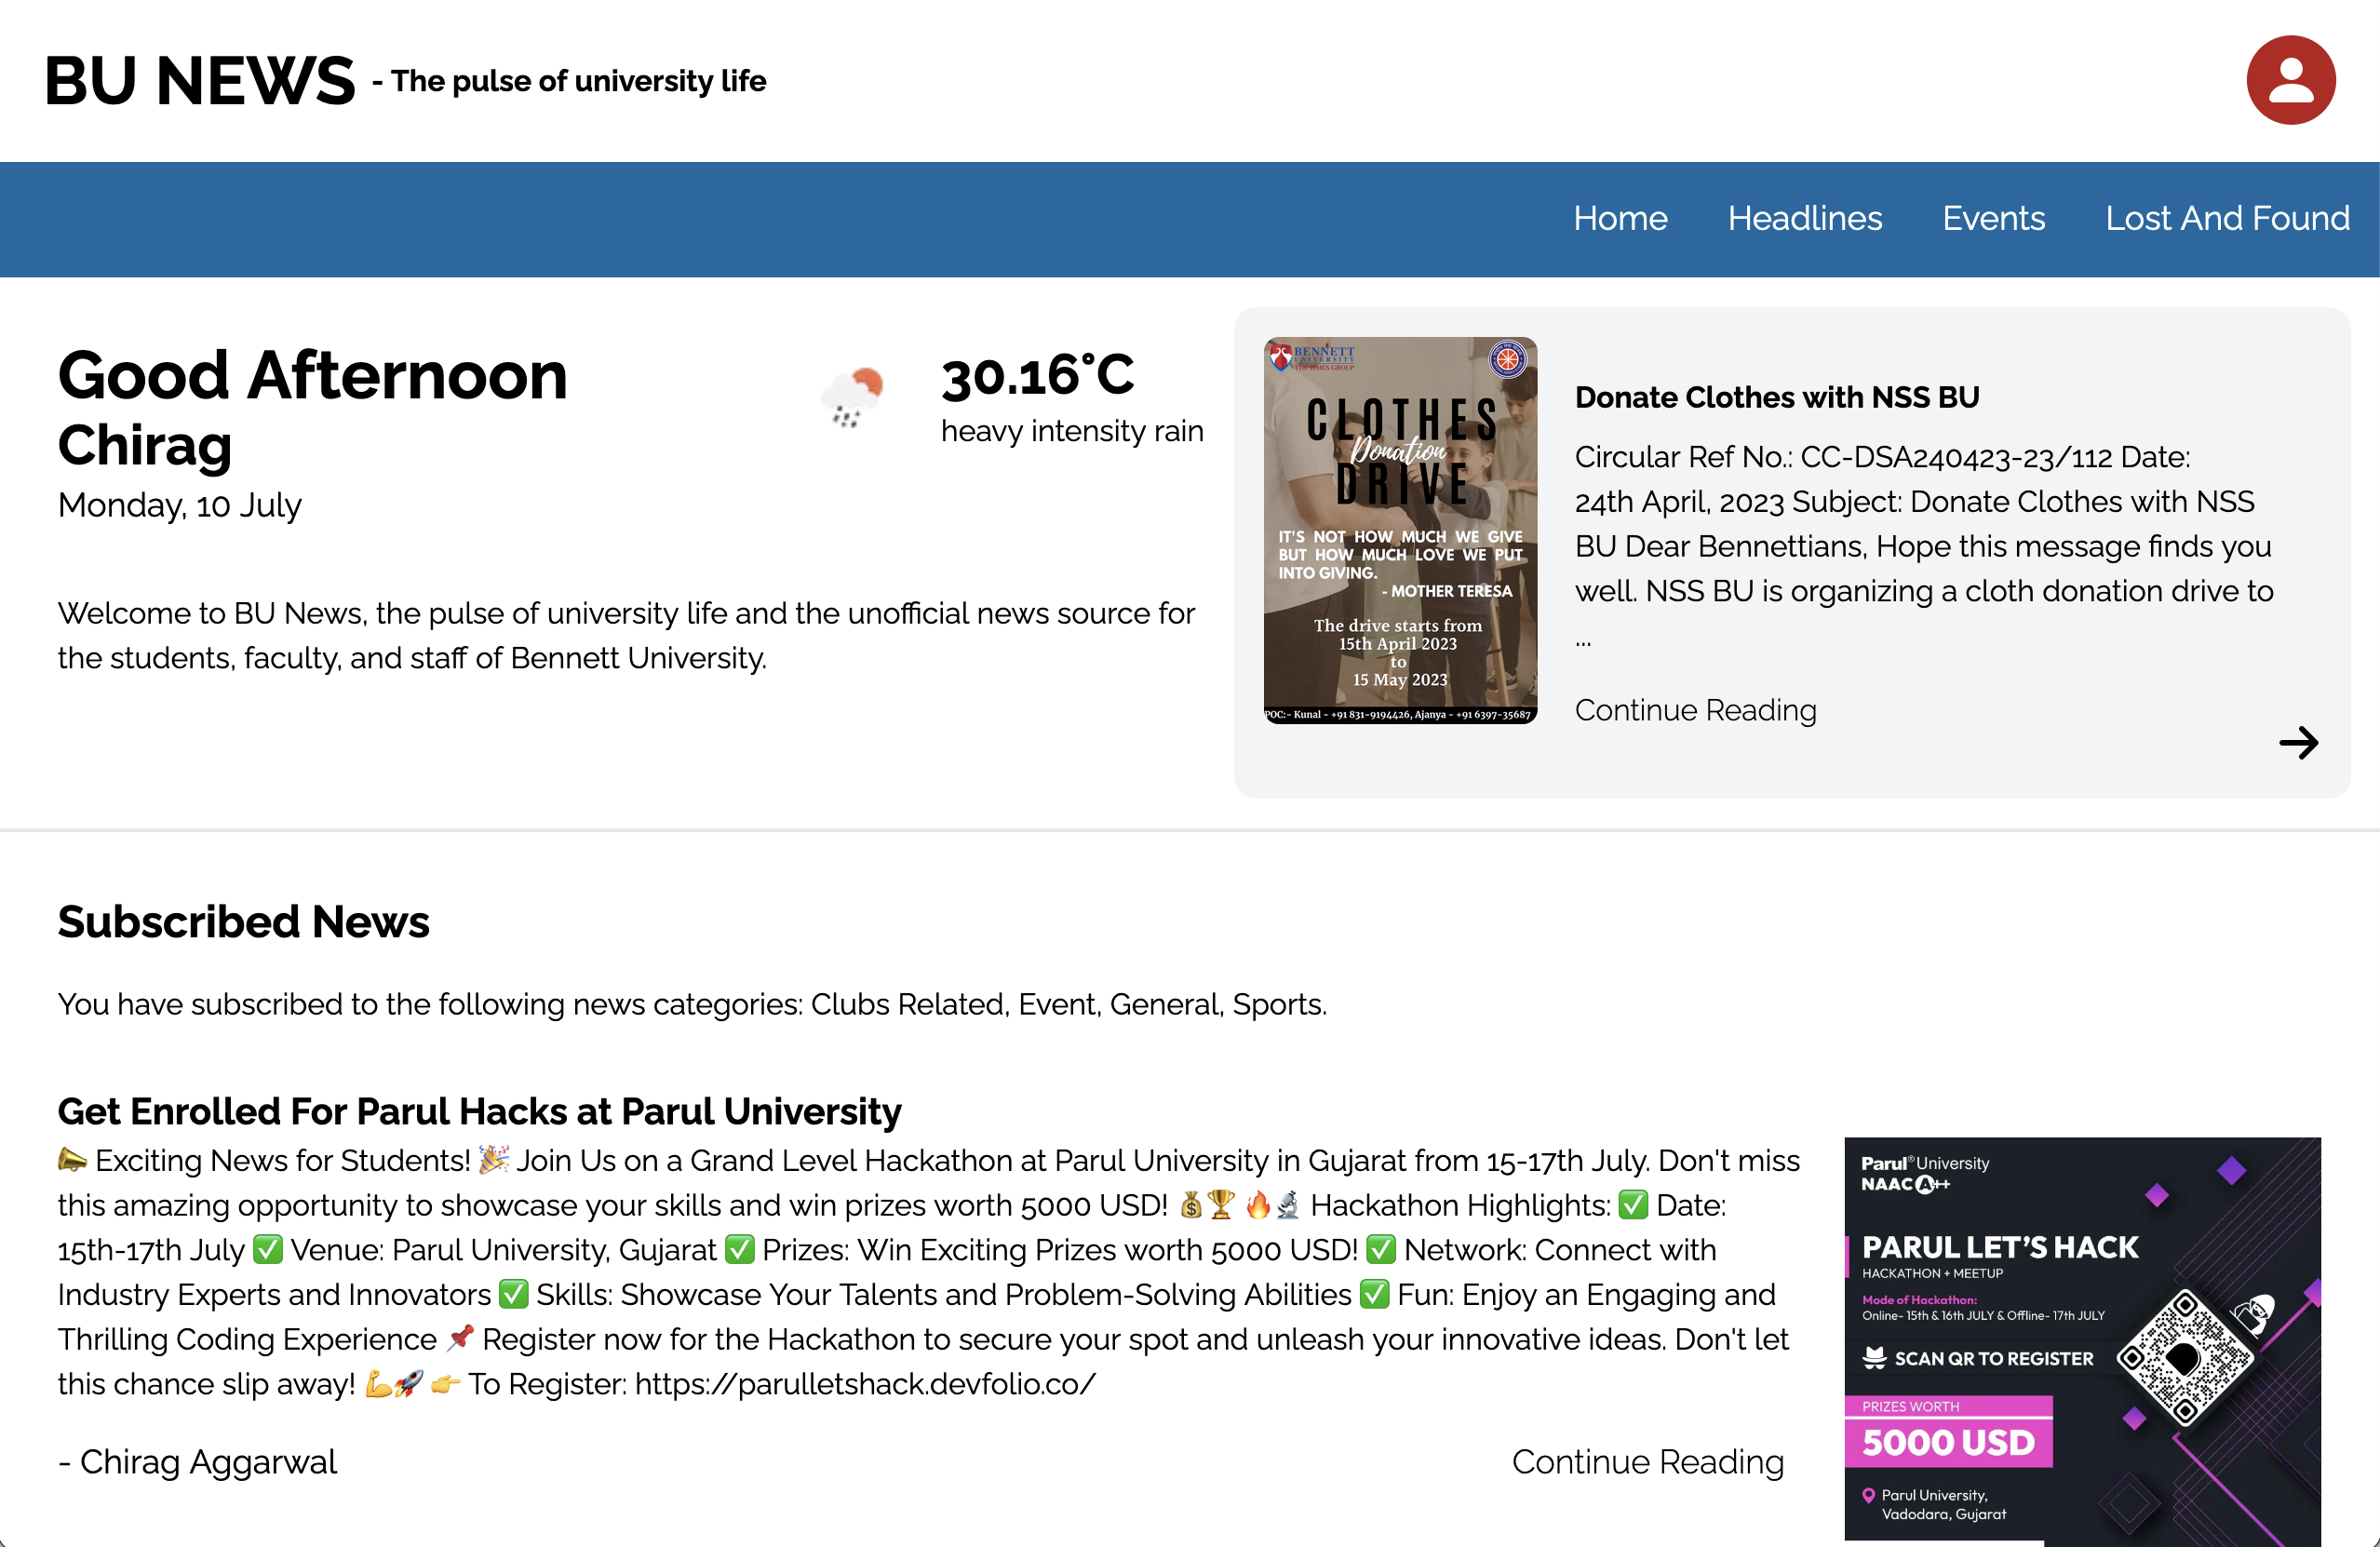 BU NEWS - The pulse of university life
Home Headlines Events Lost And Found
Good Afternoon
Chirag
Monday, 10 July
30.16°C
heavy intensity rain
Welcome to BU News, the pulse of university life and the unofficial news source for
the students, faculty, and staff of Bennett University.
BENNETT
UNIVERSITY
THE TIMES GROUP
CLOTHES
Donation
DRIVE
IT'S NOT HOW MUCH WE GIVE
BUT HOW MUCH LOVE WE PUT
INTO GIVING.
- MOTHER TERESA
The drive starts from
15th April 2023
to
15 May 2023
POC:- Kunal - +91 831-9194426, Ajanya - +91 6397-35687
Donate Clothes with NSS BU
Circular Ref No.: CC-DSA240423-23/112 Date:
24th April, 2023 Subject: Donate Clothes with NSS
BU Dear Bennettians, Hope this message finds you
well. NSS BU is organizing a cloth donation drive to
...
Continue Reading
Subscribed News
You have subscribed to the following news categories: Clubs Related, Event, General, Sports.
Get Enrolled For Parul Hacks at Parul University
📣 Exciting News for Students! 🎉 Join Us on a Grand Level Hackathon at Parul University in Gujarat from 15-17th July. Don't miss
this amazing opportunity to showcase your skills and win prizes worth 5000 USD! 💰🏆 🔥🔬 Hackathon Highlights: ✅ Date:
15th-17th July ✅ Venue: Parul University, Gujarat ✅ Prizes: Win Exciting Prizes worth 5000 USD! ✅ Network: Connect with
Industry Experts and Innovators ✅ Skills: Showcase Your Talents and Problem-Solving Abilities ✅ Fun: Enjoy an Engaging and
Thrilling Coding Experience 📌 Register now for the Hackathon to secure your spot and unleash your innovative ideas. Don't let
this chance slip away! 💪🚀 👉 To Register: https://parulletshack.devfolio.co/
- Chirag Aggarwal
Continue Reading
Parul® University
NAAC A++
PARUL LET'S HACK
HACKATHON + MEETUP
Mode of Hackathon:
Online- 15th & 16th JULY & Offline- 17th JULY
SCAN QR TO REGISTER
PRIZES WORTH
5000 USD
Parul University,
Vadodara, Gujarat